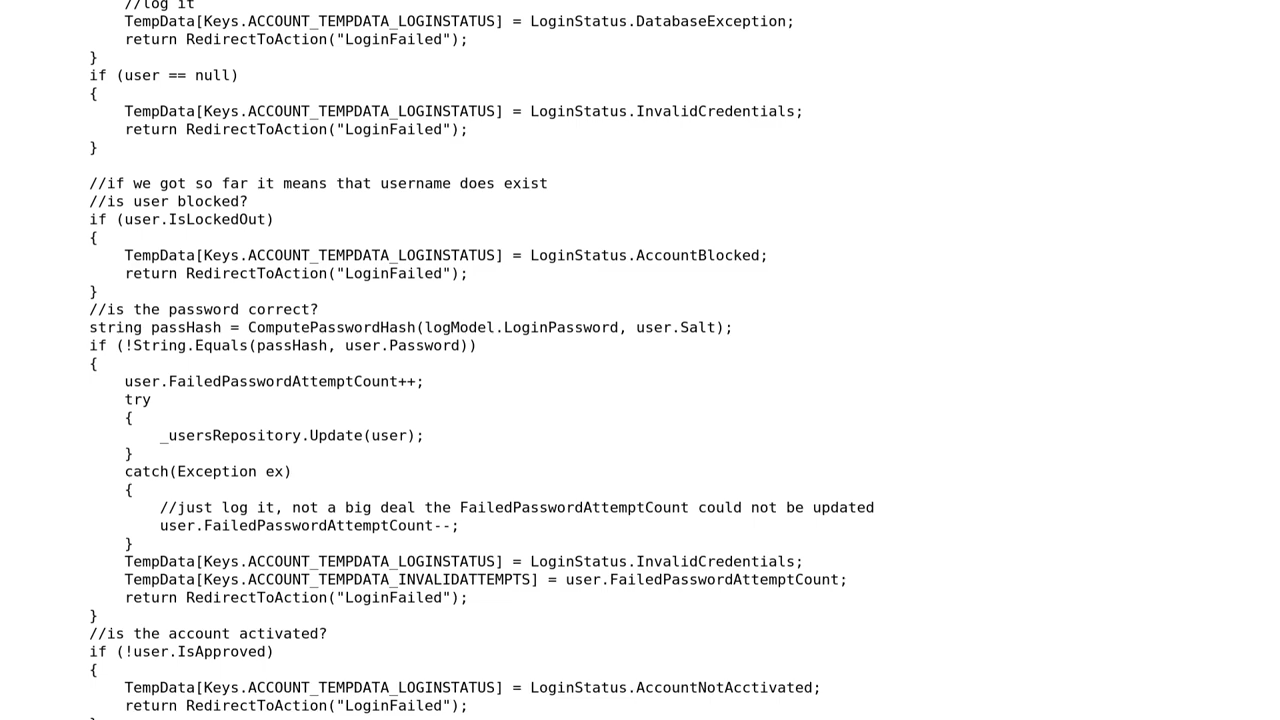 //log it
TempData[Keys.ACCOUNT_TEMPDATA_LOGINSTATUS] = LoginStatus.DatabaseException;
return RedirectToAction("LoginFailed");
}
if (user == null)
{
TempData[Keys.ACCOUNT_TEMPDATA_LOGINSTATUS] = LoginStatus.InvalidCredentials;
return RedirectToAction("LoginFailed");
}
//if we got so far it means that username does exist
//is user blocked?
if (user.IsLockedOut)
{
TempData[Keys.ACCOUNT_TEMPDATA_LOGINSTATUS] = LoginStatus.AccountBlocked;
return RedirectToAction("LoginFailed");
}
//is the password correct?
string passHash = ComputePasswordHash(logModel.LoginPassword, user.Salt);
if (!String.Equals(passHash, user.Password))
{
user.FailedPasswordAttemptCount++;
try
{
_usersRepository.Update(user);
}
catch(Exception ex)
{
//just log it, not a big deal the FailedPasswordAttemptCount could not be updated
user.FailedPasswordAttemptCount--;
}
TempData[Keys.ACCOUNT_TEMPDATA_LOGINSTATUS] = LoginStatus.InvalidCredentials;
TempData[Keys.ACCOUNT_TEMPDATA_INVALIDATTEMPTS] = user.FailedPasswordAttemptCount;
return RedirectToAction("LoginFailed");
}
//is the account activated?
if (!user.IsApproved)
{
TempData[Keys.ACCOUNT_TEMPDATA_LOGINSTATUS] = LoginStatus.AccountNotAcctivated;
return RedirectToAction("LoginFailed");
}